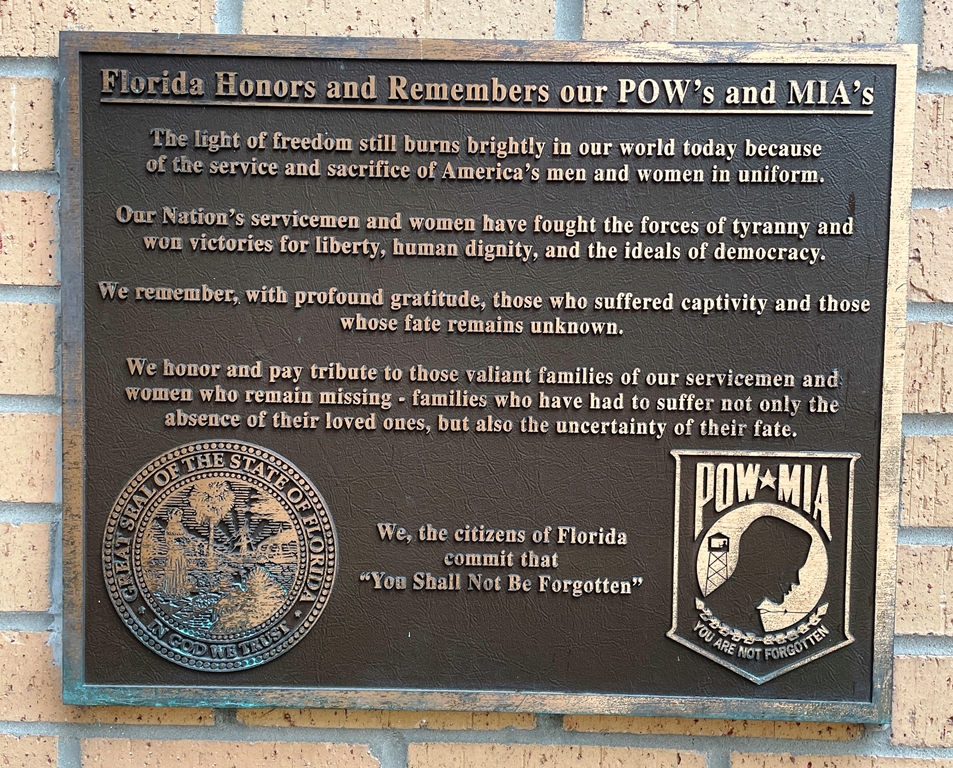 Florida Honors and Remembers our POW's and MIA's
The light of freedom still burns brightly in our world today because
of the service and sacrifice of America's men and women in uniform.
Our Nation's servicemen and women have fought the forces of tyranny and
won victories for liberty, human dignity, and the ideals of democracy.
We remember, with profound gratitude, those who suffered captivity and those
whose fate remains unknown.
We honor and pay tribute to those valiant families of our servicemen and
women who remain missing - families who have had to suffer not only the
absence of their loved ones, but also the uncertainty of their fate.
GREAT SEAL OF THE STATE OF FLORIDA
IN GOD WE TRUST
We, the citizens of Florida
commit that
"You Shall Not Be Forgotten"
POW★MIA
YOU ARE NOT FORGOTTEN